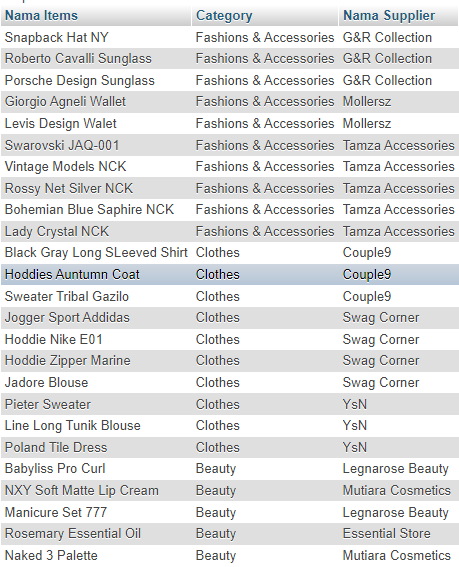 Nama Items Category Nama Supplier
Snapback Hat NY Fashions & Accessories G&R Collection
Roberto Cavalli Sunglass Fashions & Accessories G&R Collection
Porsche Design Sunglass Fashions & Accessories G&R Collection
Giorgio Agneli Wallet Fashions & Accessories Mollersz
Levis Design Walet Fashions & Accessories Mollersz
Swarovski JAQ-001 Fashions & Accessories Tamza Accessories
Vintage Models NCK Fashions & Accessories Tamza Accessories
Rossy Net Silver NCK Fashions & Accessories Tamza Accessories
Bohemian Blue Saphire NCK Fashions & Accessories Tamza Accessories
Lady Crystal NCK Fashions & Accessories Tamza Accessories
Black Gray Long SLeeved Shirt Clothes Couple9
Hoddies Auntumn Coat Clothes Couple9
Sweater Tribal Gazilo Clothes Couple9
Jogger Sport Addidas Clothes Swag Corner
Hoddie Nike E01 Clothes Swag Corner
Hoddie Zipper Marine Clothes Swag Corner
Jadore Blouse Clothes Swag Corner
Pieter Sweater Clothes YsN
Line Long Tunik Blouse Clothes YsN
Poland Tile Dress Clothes YsN
Babyliss Pro Curl Beauty Legnarose Beauty
NXY Soft Matte Lip Cream Beauty Mutiara Cosmetics
Manicure Set 777 Beauty Legnarose Beauty
Rosemary Essential Oil Beauty Essential Store
Naked 3 Palette Beauty Mutiara Cosmetics